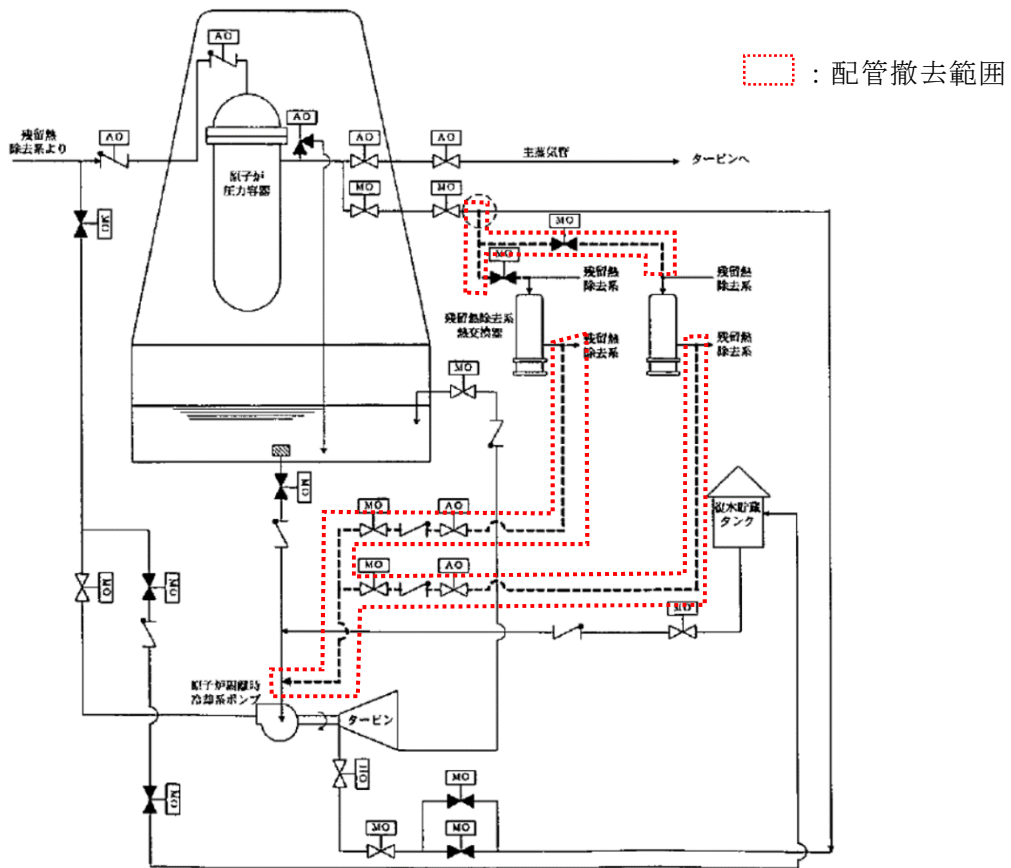 AO
：配管撤去範囲
残留熱
除去系より
AO
AO
AO
AO
主蒸気管
タービンへ
原子炉
圧力容器
MO
MO
MO
MO
MO
残留熱
除去系
残留熱
除去系
残留熱除去系
熱交換器
残留熱
除去系
残留熱
除去系
MO
MO
MO
AO
復水貯蔵
タンク
MO
AO
MO
MO
MO
原子炉隔離時
冷却系ポンプ
タービン
MO
MO
MO
MO
MO